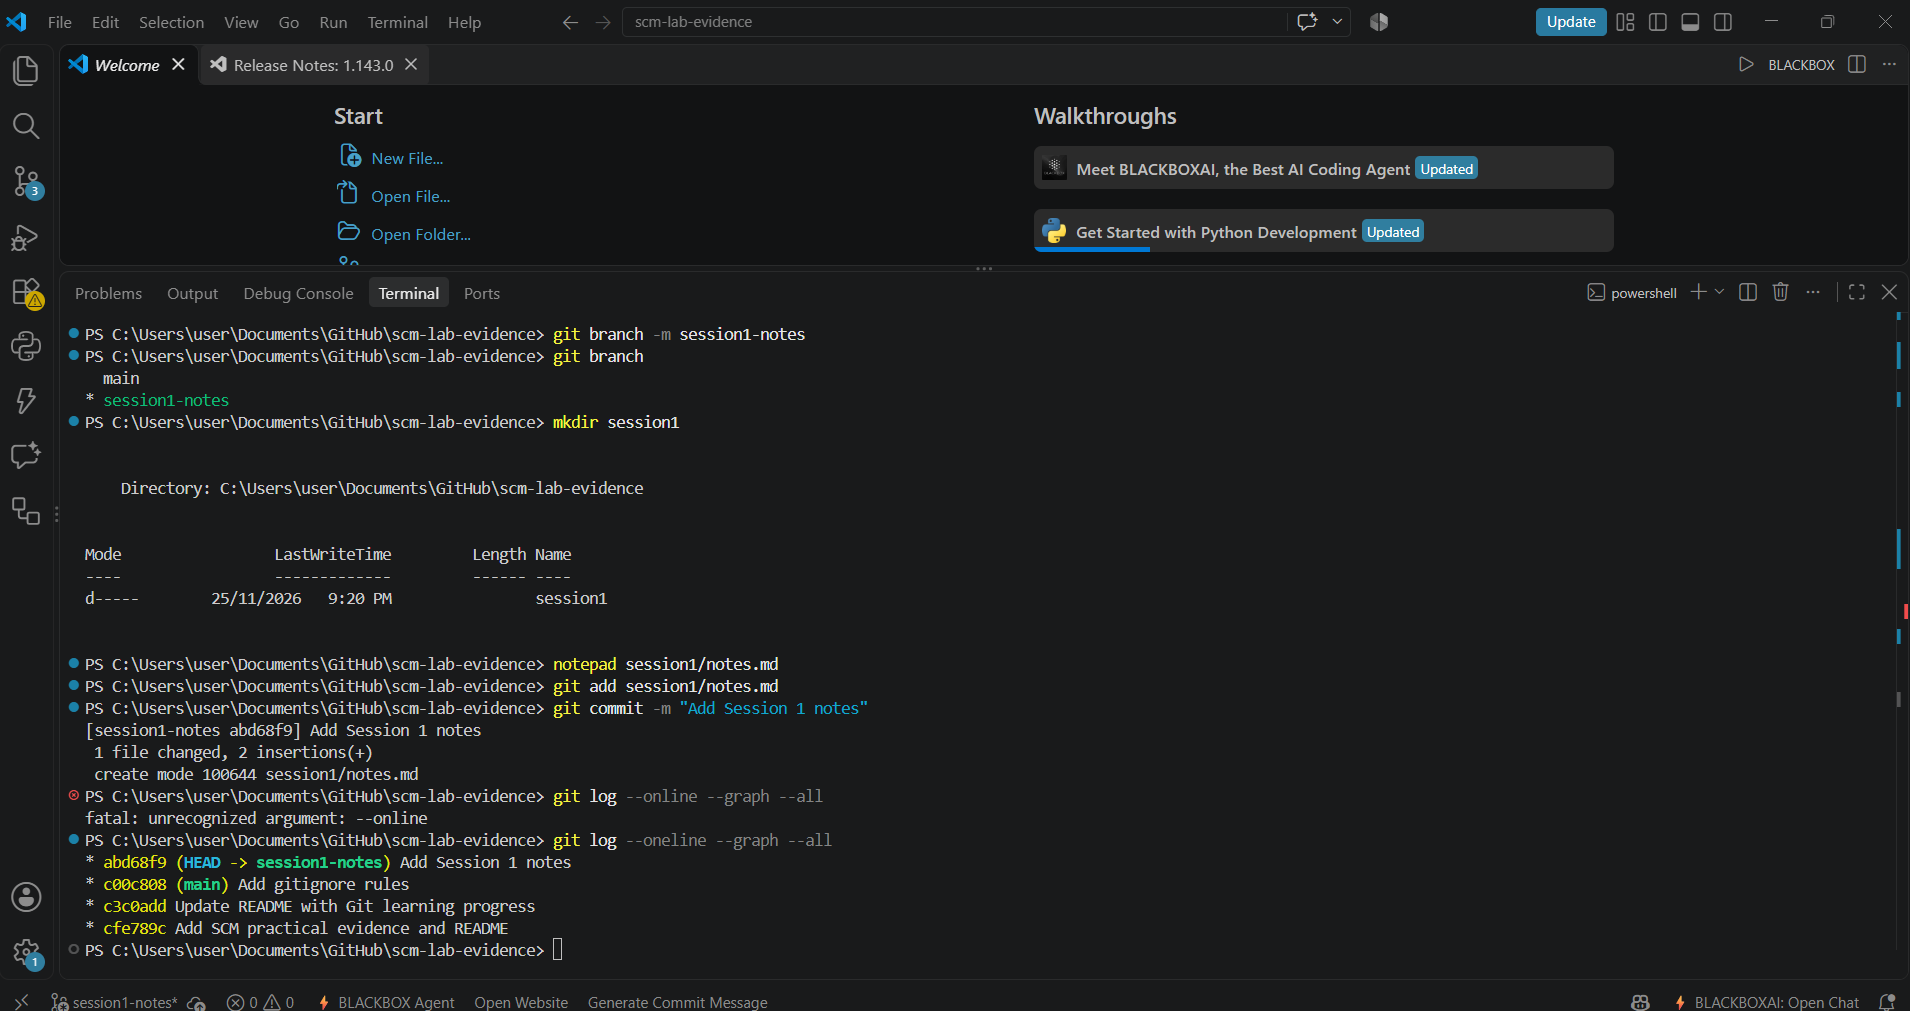 File Edit Selection View Go Run Terminal Help
scm-lab-evidence
Update
Welcome
Release Notes: 1.143.0
BLACKBOX
Start
New File...
Open File...
Open Folder...
Walkthroughs
Meet BLACKBOXAI, the Best AI Coding Agent Updated
Get Started with Python Development Updated
3
Problems Output Debug Console Terminal Ports
powershell
PS C:\Users\user\Documents\GitHub\scm-lab-evidence> git branch -m session1-notes
PS C:\Users\user\Documents\GitHub\scm-lab-evidence> git branch
main
* session1-notes
PS C:\Users\user\Documents\GitHub\scm-lab-evidence> mkdir session1
Directory: C:\Users\user\Documents\GitHub\scm-lab-evidence
Mode LastWriteTime Length Name
---- ------------- ------ ----
d----- 25/11/2026 9:20 PM session1
PS C:\Users\user\Documents\GitHub\scm-lab-evidence> notepad session1/notes.md
PS C:\Users\user\Documents\GitHub\scm-lab-evidence> git add session1/notes.md
PS C:\Users\user\Documents\GitHub\scm-lab-evidence> git commit -m "Add Session 1 notes"
[session1-notes abd68f9] Add Session 1 notes
1 file changed, 2 insertions(+)
create mode 100644 session1/notes.md
PS C:\Users\user\Documents\GitHub\scm-lab-evidence> git log --online --graph --all
fatal: unrecognized argument: --online
PS C:\Users\user\Documents\GitHub\scm-lab-evidence> git log --oneline --graph --all
* abd68f9 (HEAD -> session1-notes) Add Session 1 notes
* c00c808 (main) Add gitignore rules
* c3c0add Update README with Git learning progress
* cfe789c Add SCM practical evidence and README
PS C:\Users\user\Documents\GitHub\scm-lab-evidence>
1
session1-notes* 0 0 BLACKBOX Agent Open Website Generate Commit Message
BLACKBOXAI: Open Chat